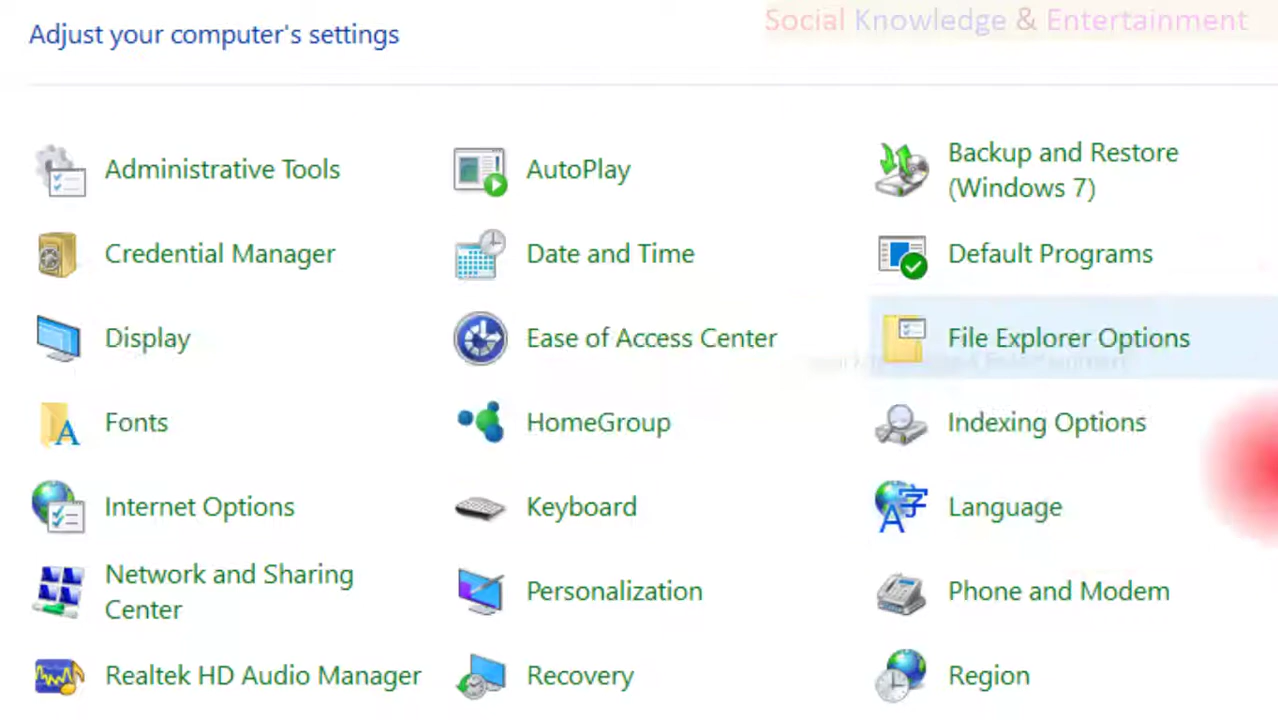 Adjust your computer's settings
Social Knowledge & Entertainment
Administrative Tools
AutoPlay
Backup and Restore
(Windows 7)
Credential Manager
Date and Time
Default Programs
Display
Ease of Access Center
File Explorer Options
Fonts
HomeGroup
Indexing Options
Internet Options
Keyboard
Language
Network and Sharing
Center
Personalization
Phone and Modem
Realtek HD Audio Manager
Recovery
Region